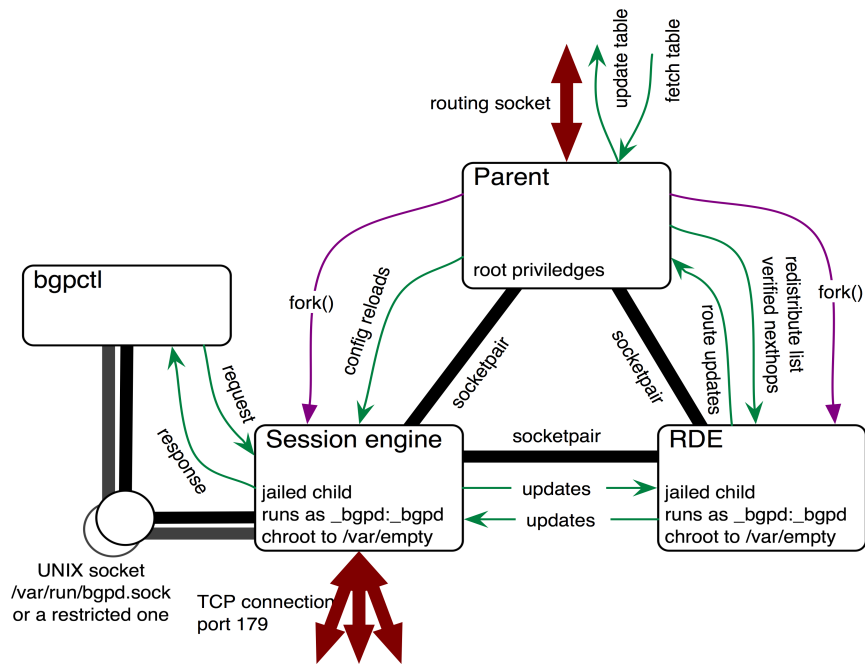 update table
fetch table
routing socket
Parent
root priviledges
bgpctl
fork()
config reloads
socketpair
socketpair
route updates
redistribute list
verified nexthops
fork()
request
response
Session engine
jailed child
runs as _bgpd:_bgpd
chroot to /var/empty
socketpair
updates
updates
RDE
jailed child
runs as _bgpd:_bgpd
chroot to /var/empty
UNIX socket
/var/run/bgpd.sock
or a restricted one
TCP connection
port 179